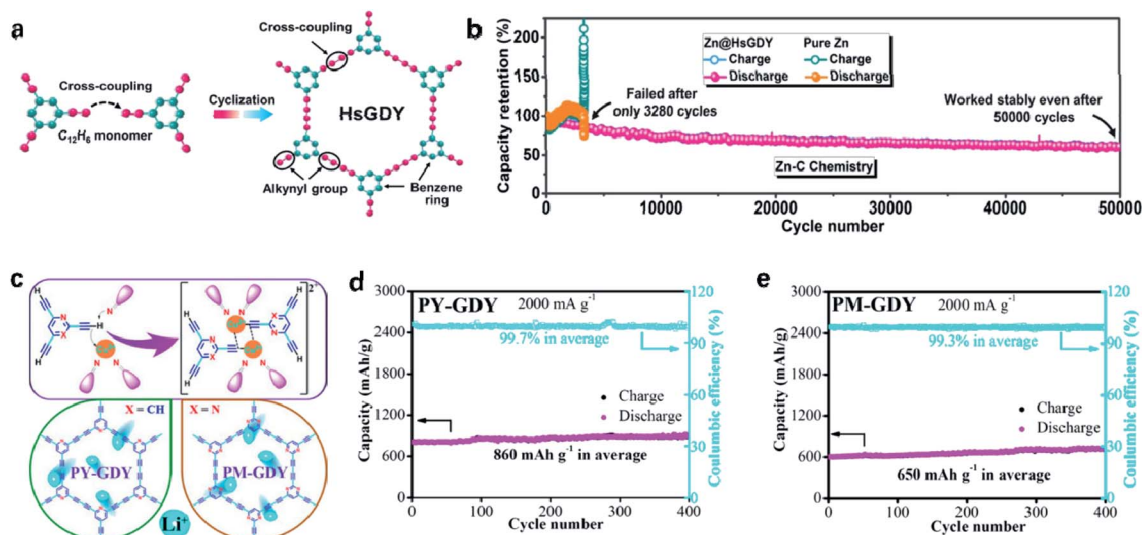 a
Cross-coupling
Cross-coupling
Cyclization
C12H6 monomer
HsGDY
Alkynyl group
Benzene
ring
b
Capacity retention (%)
200
150
100
50
0
Zn@HsGDY
Pure Zn
Charge
Charge
Discharge
Discharge
Failed after
only 3280 cycles
Worked stably even after
50000 cycles
Zn-C Chemistry
0
10000
20000
30000
40000
50000
Cycle number
c
H
H
H
N
N
N
2+
H
H
H
H
N
N
N
N
X = CH
X = N
PY-GDY
PM-GDY
Li+
d
PY-GDY
2000 mA g-1
Capacity (mAh/g)
3000
2400
1800
1200
600
0
99.7% in average
Charge
Discharge
860 mAh g-1 in average
120
90
60
30
0
Coulumbic efficiency (%)
0
100
200
300
400
Cycle number
e
PM-GDY
2000 mA g-1
Capacity (mAh/g)
3000
2400
1800
1200
600
0
99.3% in average
Charge
Discharge
650 mAh g-1 in average
120
90
60
30
0
Coulumbic efficiency (%)
0
100
200
300
400
Cycle number